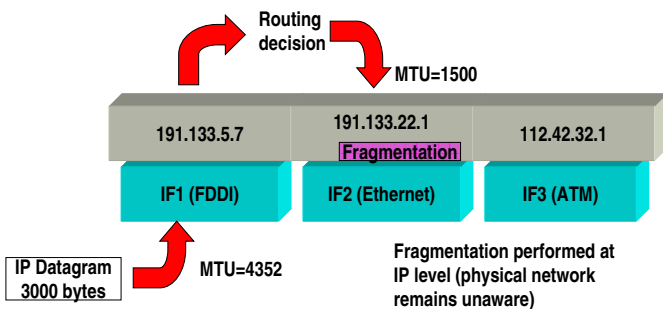 Routing
decision
MTU=1500
191.133.5.7
191.133.22.1
112.42.32.1
Fragmentation
IF1 (FDDI)
IF2 (Ethernet)
IF3 (ATM)
IP Datagram
3000 bytes
MTU=4352
Fragmentation performed at
IP level (physical network
remains unaware)